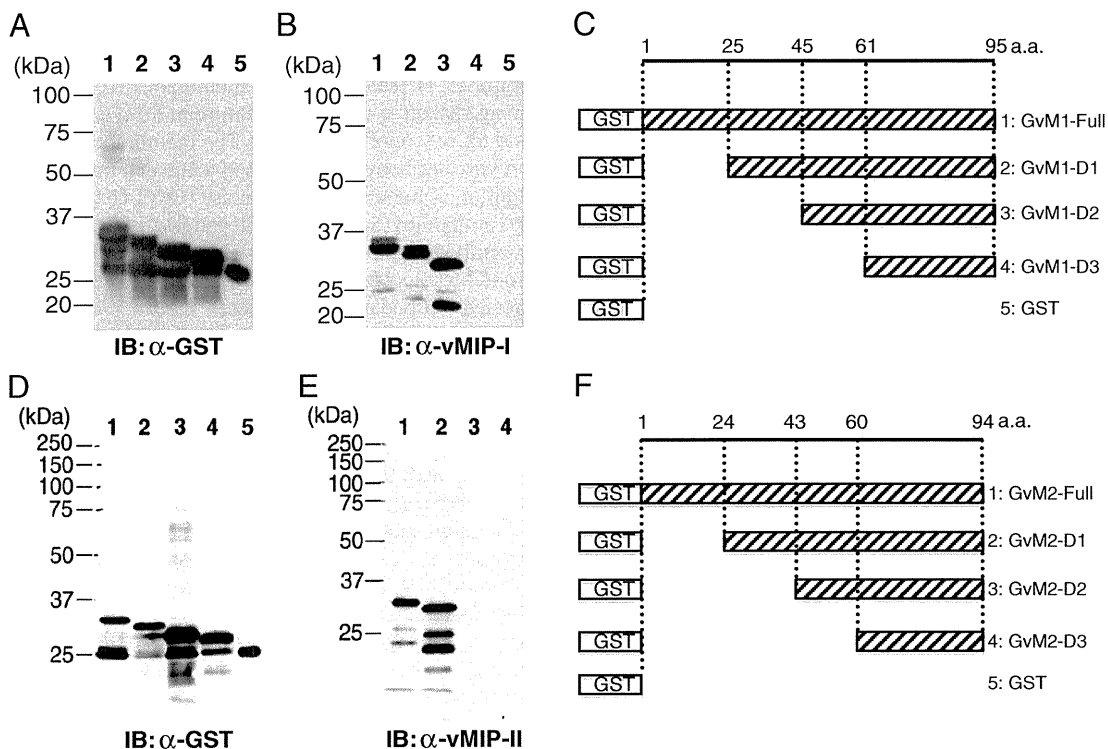 A
(kDa) 1 2 3 4 5
100
75
50
37
25
20
IB: α-GST
B
(kDa) 1 2 3 4 5
100
75
50
37
25
20
IB: α-vMIP-I
C
1 25 45 61 95 a.a.
GST 1: GvM1-Full
GST 2: GvM1-D1
GST 3: GvM1-D2
GST 4: GvM1-D3
GST 5: GST
D
(kDa) 1 2 3 4 5
250
150
100
75
50
37
25
IB: α-GST
E
(kDa) 1 2 3 4
250
150
100
75
50
37
25
IB: α-vMIP-II
F
1 24 43 60 94 a.a.
GST 1: GvM2-Full
GST 2: GvM2-D1
GST 3: GvM2-D2
GST 4: GvM2-D3
GST 5: GST